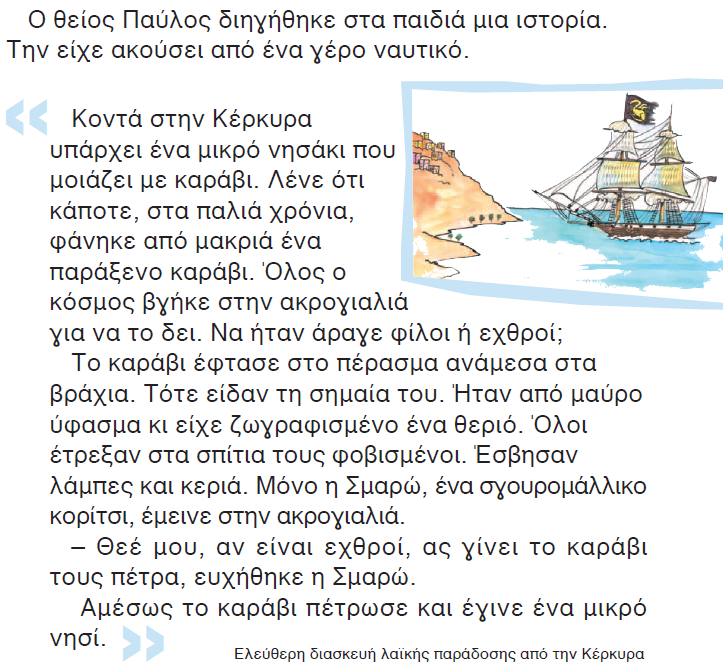 Ο θείος Παύλος διηγήθηκε στα παιδιά μια ιστορία.
Την είχε ακούσει από ένα γέρο ναυτικό.
« Κοντά στην Κέρκυρα
υπάρχει ένα μικρό νησάκι που
μοιάζει με καράβι. Λένε ότι
κάποτε, στα παλιά χρόνια,
φάνηκε από μακριά ένα
παράξενο καράβι. Όλος ο
κόσμος βγήκε στην ακρογιαλιά
για να το δει. Να ήταν άραγε φίλοι ή εχθροί;
Το καράβι έφτασε στο πέρασμα ανάμεσα στα
βράχια. Τότε είδαν τη σημαία του. Ήταν από μαύρο
ύφασμα κι είχε ζωγραφισμένο ένα θεριό. Όλοι
έτρεξαν στα σπίτια τους φοβισμένοι. Έσβησαν
λάμπες και κεριά. Μόνο η Σμαρώ, ένα σγουρομάλλικο
κορίτσι, έμεινε στην ακρογιαλιά.
– Θεέ μου, αν είναι εχθροί, ας γίνει το καράβι
τους πέτρα, ευχήθηκε η Σμαρώ.
Αμέσως το καράβι πέτρωσε και έγινε ένα μικρό
νησί. »
Ελεύθερη διασκευή λαϊκής παράδοσης από την Κέρκυρα